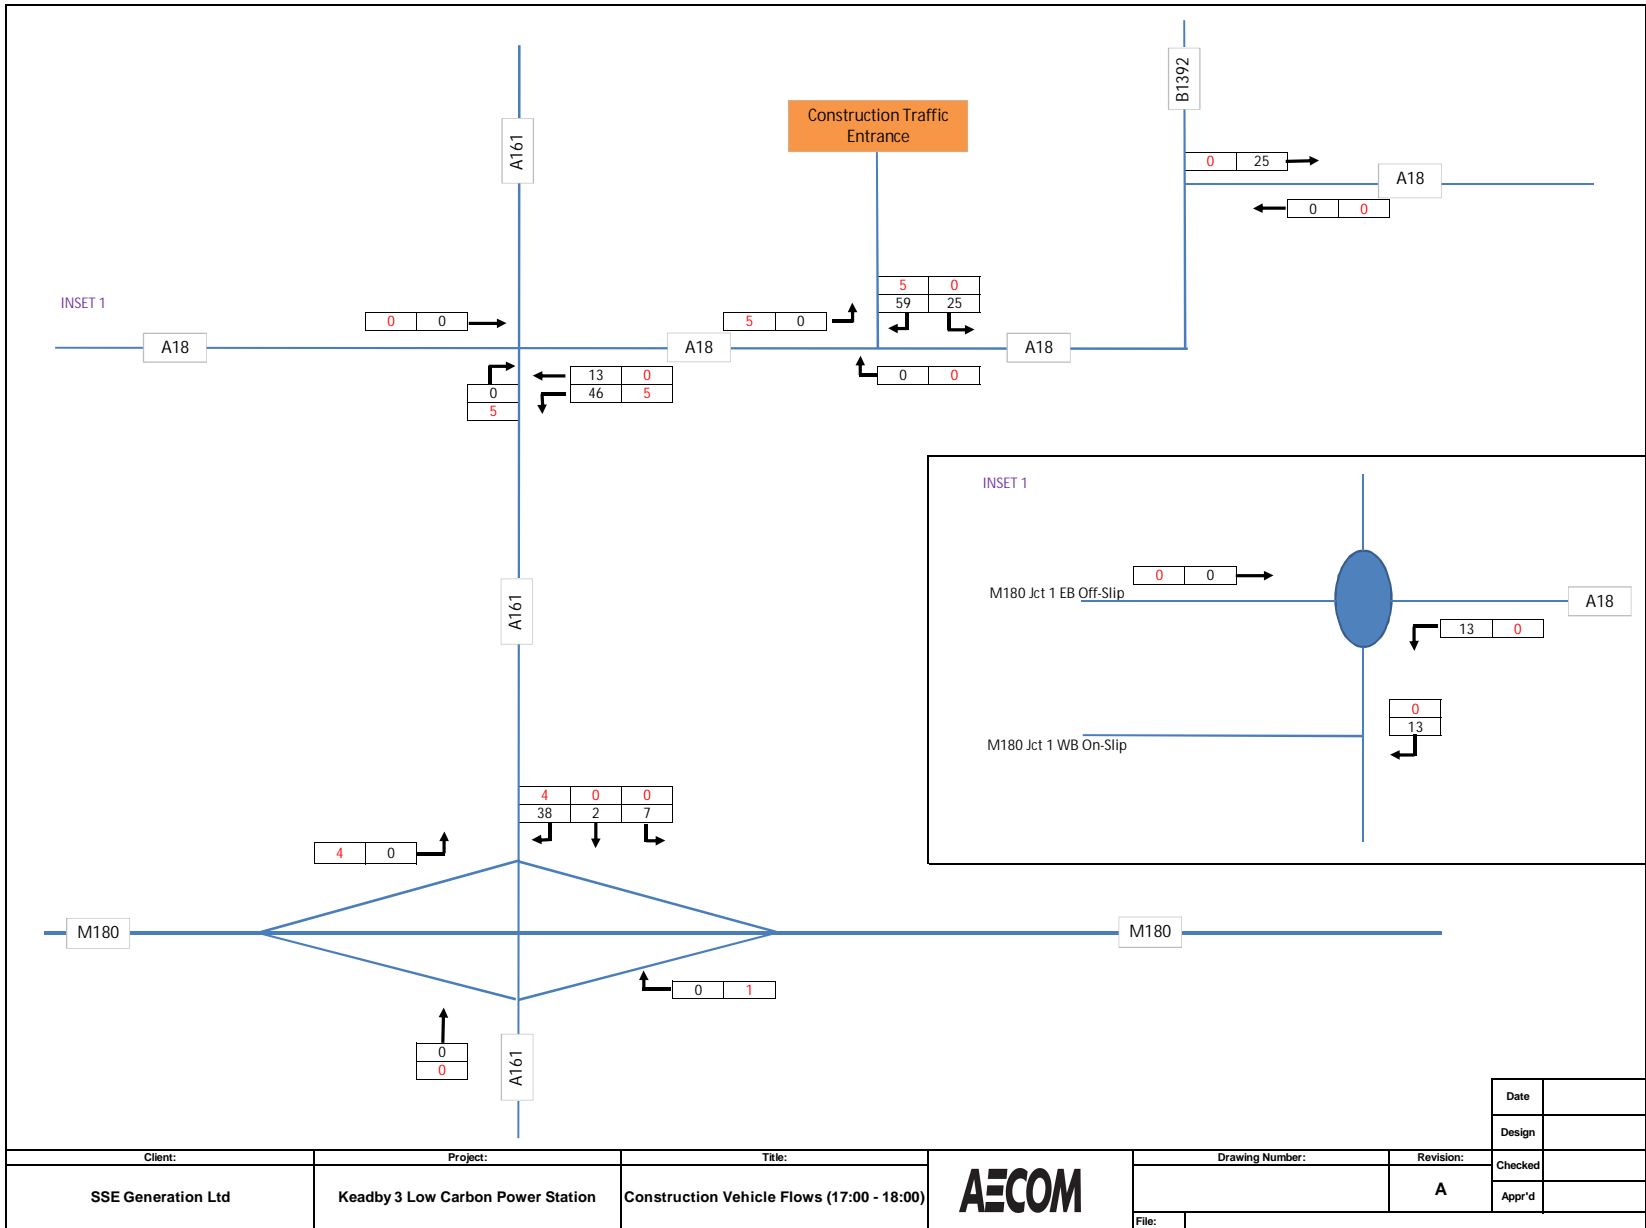 B1392
Construction Traffic
Entrance
A161
0 25
A18
0 0
5 0
59 25
INSET 1
0 0
5 0
A18
A18
A18
13 0
46 5
0
5
0 0
INSET 1
0 0
M180 Jct 1 EB Off-Slip
A18
13 0
0
13
M180 Jct 1 WB On-Slip
A161
4 0 0
38 2 7
4 0
M180
M180
0 1
0
0
A161
Date
Design
Checked
Appr'd
Client:
Project:
Title:
Drawing Number:
Revision:
SSE Generation Ltd
Keadby 3 Low Carbon Power Station
Construction Vehicle Flows (17:00 - 18:00)
AECOM
A
File: